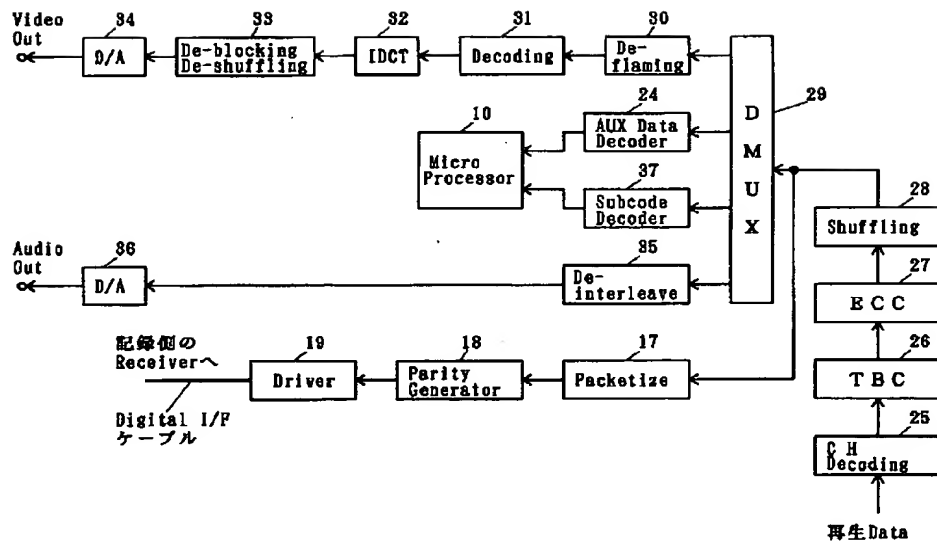 Video
Out
34
D/A
33
De-blocking
De-shuffling
32
IDCT
31
Decoding
30
De-
flaming
D
M
U
X
29
10
Micro
Processor
24
AUX Data
Decoder
37
Subcode
Decoder
28
Shuffling
27
ECC
26
TBC
25
CH
Decoding
再生Data
Audio
Out
36
D/A
35
De-
interleave
記録側の
Receiverへ
19
Driver
18
Parity
Generator
17
Packetize
Digital I/F
ケーブル